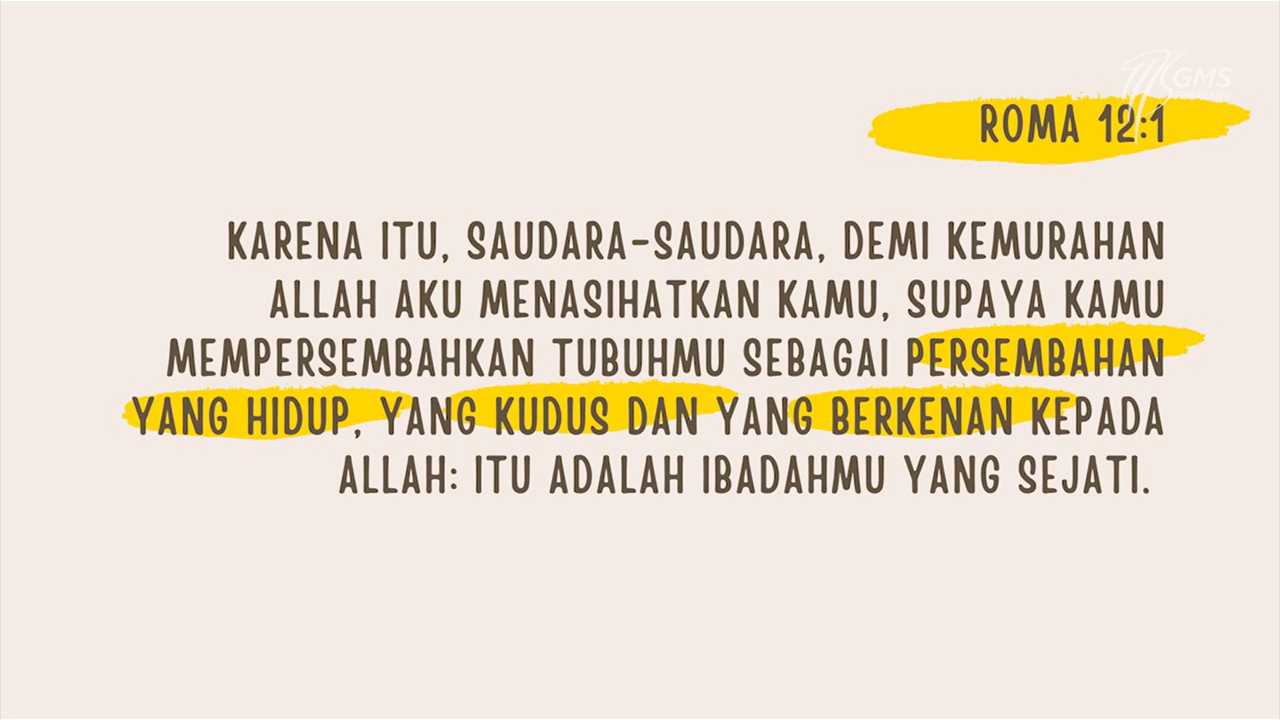 GMS
SEMARANG
ROMA 12:1
KARENA ITU, SAUDARA-SAUDARA, DEMI KEMURAHAN
ALLAH AKU MENASIHATKAN KAMU, SUPAYA KAMU
MEMPERSEMBAHKAN TUBUHMU SEBAGAI PERSEMBAHAN
YANG HIDUP, YANG KUDUS DAN YANG BERKENAN KEPADA
ALLAH: ITU ADALAH IBADAHMU YANG SEJATI.